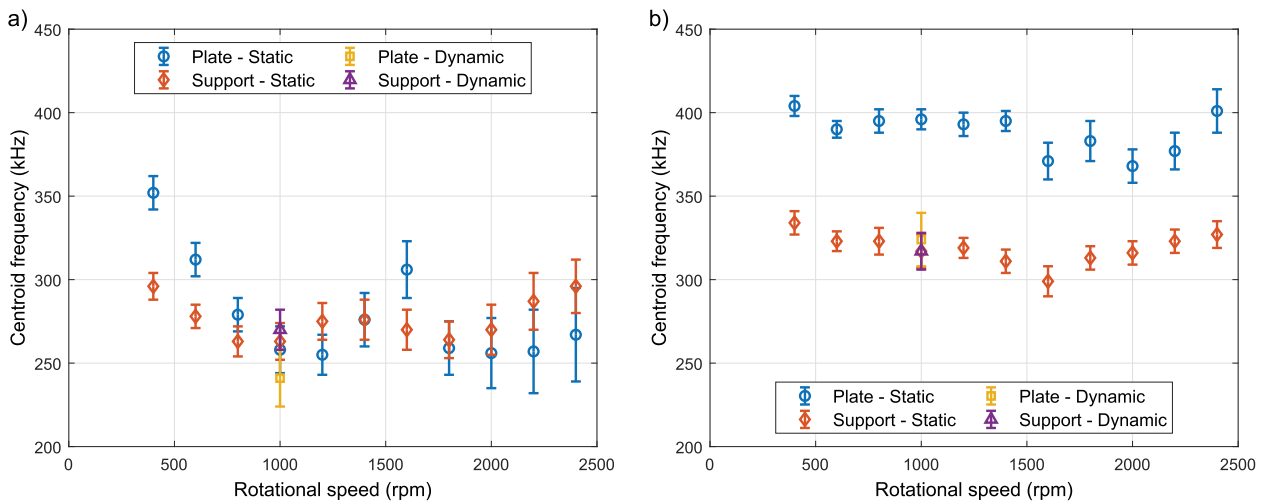 a)
450
400
350
300
250
200
Centroid frequency (kHz)
Plate - Static
Plate - Dynamic
Support - Static
Support - Dynamic
0
500
1000
1500
2000
2500
Rotational speed (rpm)
b)
450
400
350
300
250
200
Centroid frequency (kHz)
Plate - Static
Plate - Dynamic
Support - Static
Support - Dynamic
0
500
1000
1500
2000
2500
Rotational speed (rpm)